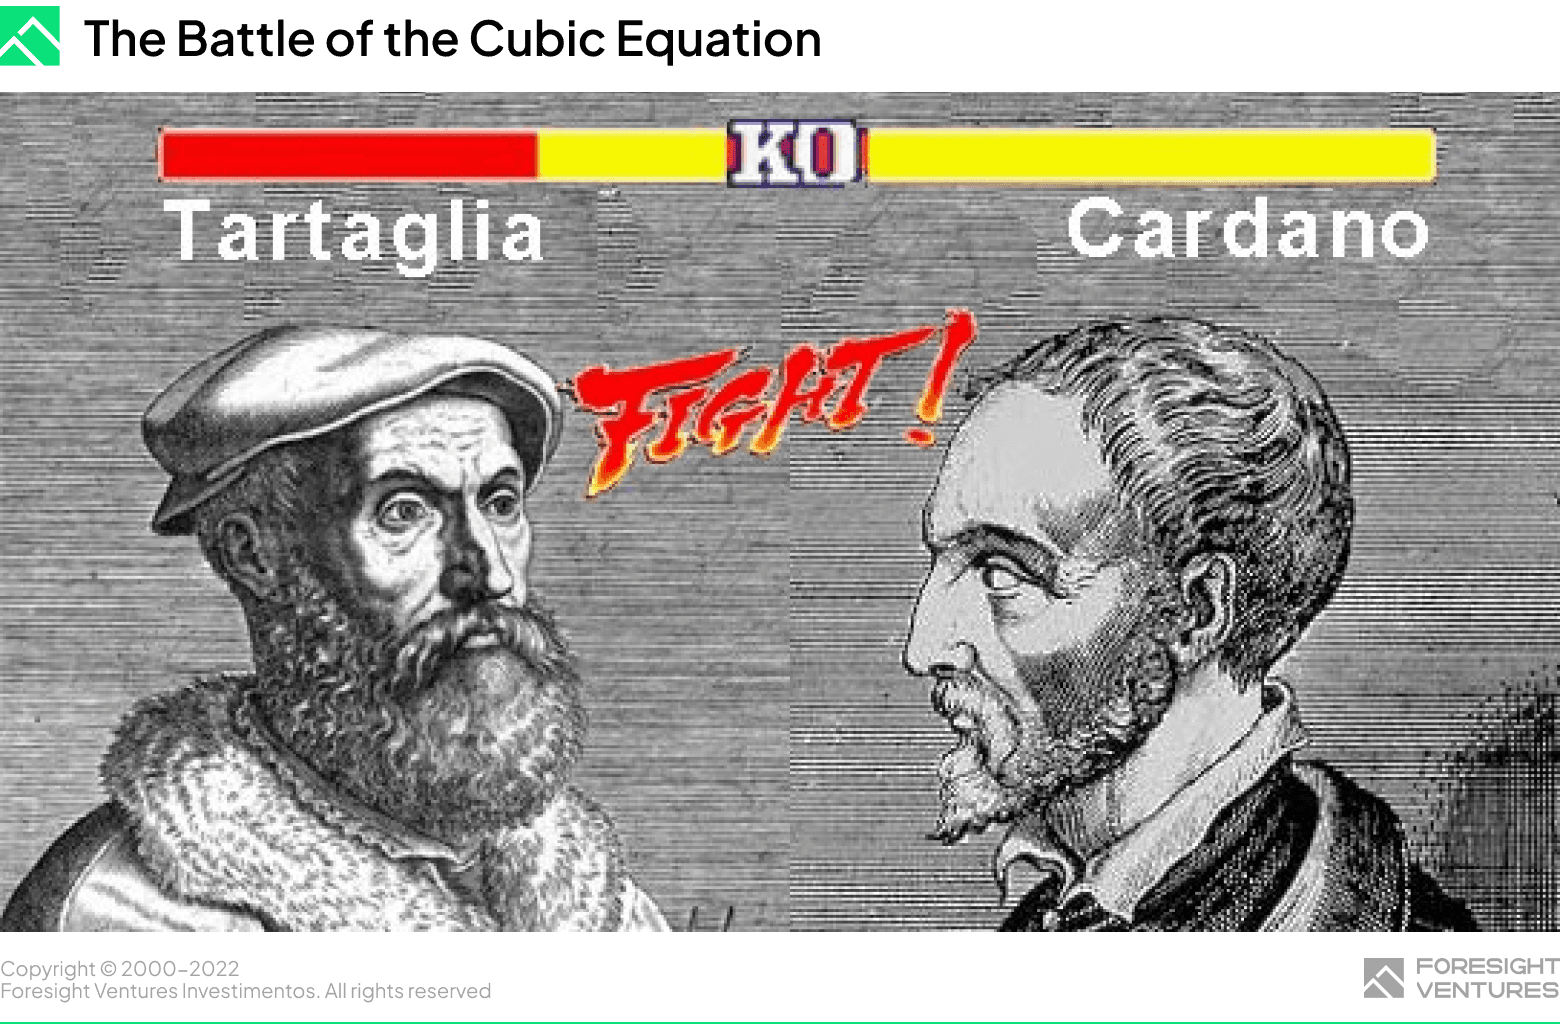 The Battle of the Cubic Equation
KO
Tartaglia
Cardano
FIGHT!
Copyright © 2000-2022
Foresight Ventures Investimentos. All rights reserved
FORESIGHT
VENTURES